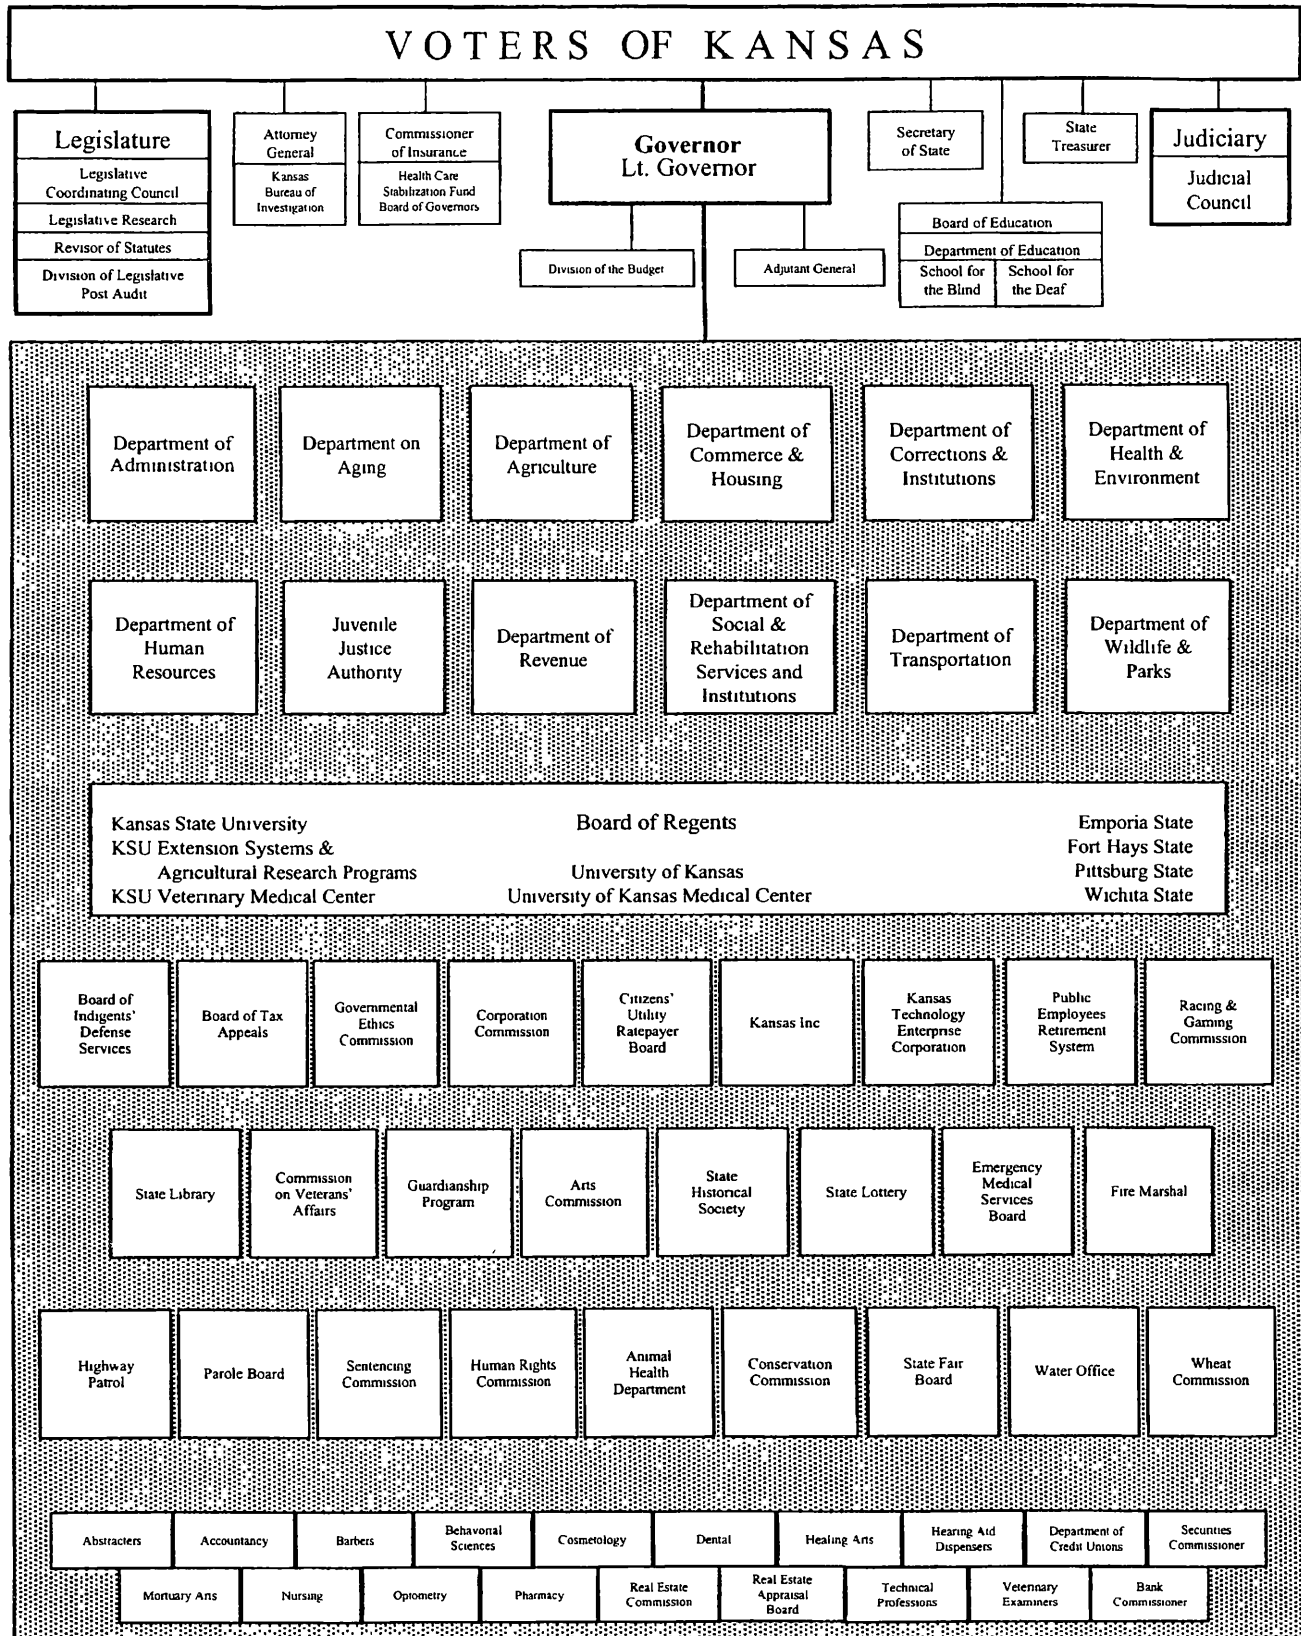 VOTERS OF KANSAS
Legislature
Legislative
Coordinating Council
Legislative Research
Revisor of Statutes
Division of Legislative
Post Audit
Attorney
General
Kansas
Bureau of
Investigation
Commissioner
of Insurance
Health Care
Stabilization Fund
Board of Governors
Governor
Lt. Governor
Division of the Budget
Adjutant General
Secretary
of State
Board of Education
Department of Education
School for
the Blind
School for
the Deaf
State
Treasurer
Judiciary
Judicial
Council
Department of
Administration
Department on
Aging
Department of
Agriculture
Department of
Commerce &
Housing
Department of
Corrections &
Institutions
Department of
Health &
Environment
Department of
Human
Resources
Juvenile
Justice
Authority
Department of
Revenue
Department of
Social &
Rehabilitation
Services and
Institutions
Department of
Transportation
Department of
Wildlife &
Parks
Board of Regents
Kansas State University
KSU Extension Systems &
Agricultural Research Programs
KSU Veterinary Medical Center
University of Kansas
University of Kansas Medical Center
Emporia State
Fort Hays State
Pittsburg State
Wichita State
Board of
Indigents'
Defense
Services
Board of Tax
Appeals
Governmental
Ethics
Commission
Corporation
Commission
Citizens'
Utility
Ratepayer
Board
Kansas Inc
Kansas
Technology
Enterprise
Corporation
Public
Employees
Retirement
System
Racing &
Gaming
Commission
State Library
Commission
on Veterans'
Affairs
Guardianship
Program
Arts
Commission
State
Historical
Society
State Lottery
Emergency
Medical
Services
Board
Fire Marshal
Highway
Patrol
Parole Board
Sentencing
Commission
Human Rights
Commission
Animal
Health
Department
Conservation
Commission
State Fair
Board
Water Office
Wheat
Commission
Abstracters
Accountancy
Barbers
Behavorial
Sciences
Cosmetology
Dental
Healing Arts
Hearing Aid
Dispensers
Department of
Credit Unions
Securities
Commissioner
Mortuary Arts
Nursing
Optometry
Pharmacy
Real Estate
Commission
Real Estate
Appraisal
Board
Technical
Professions
Veterinary
Examiners
Bank
Commissioner